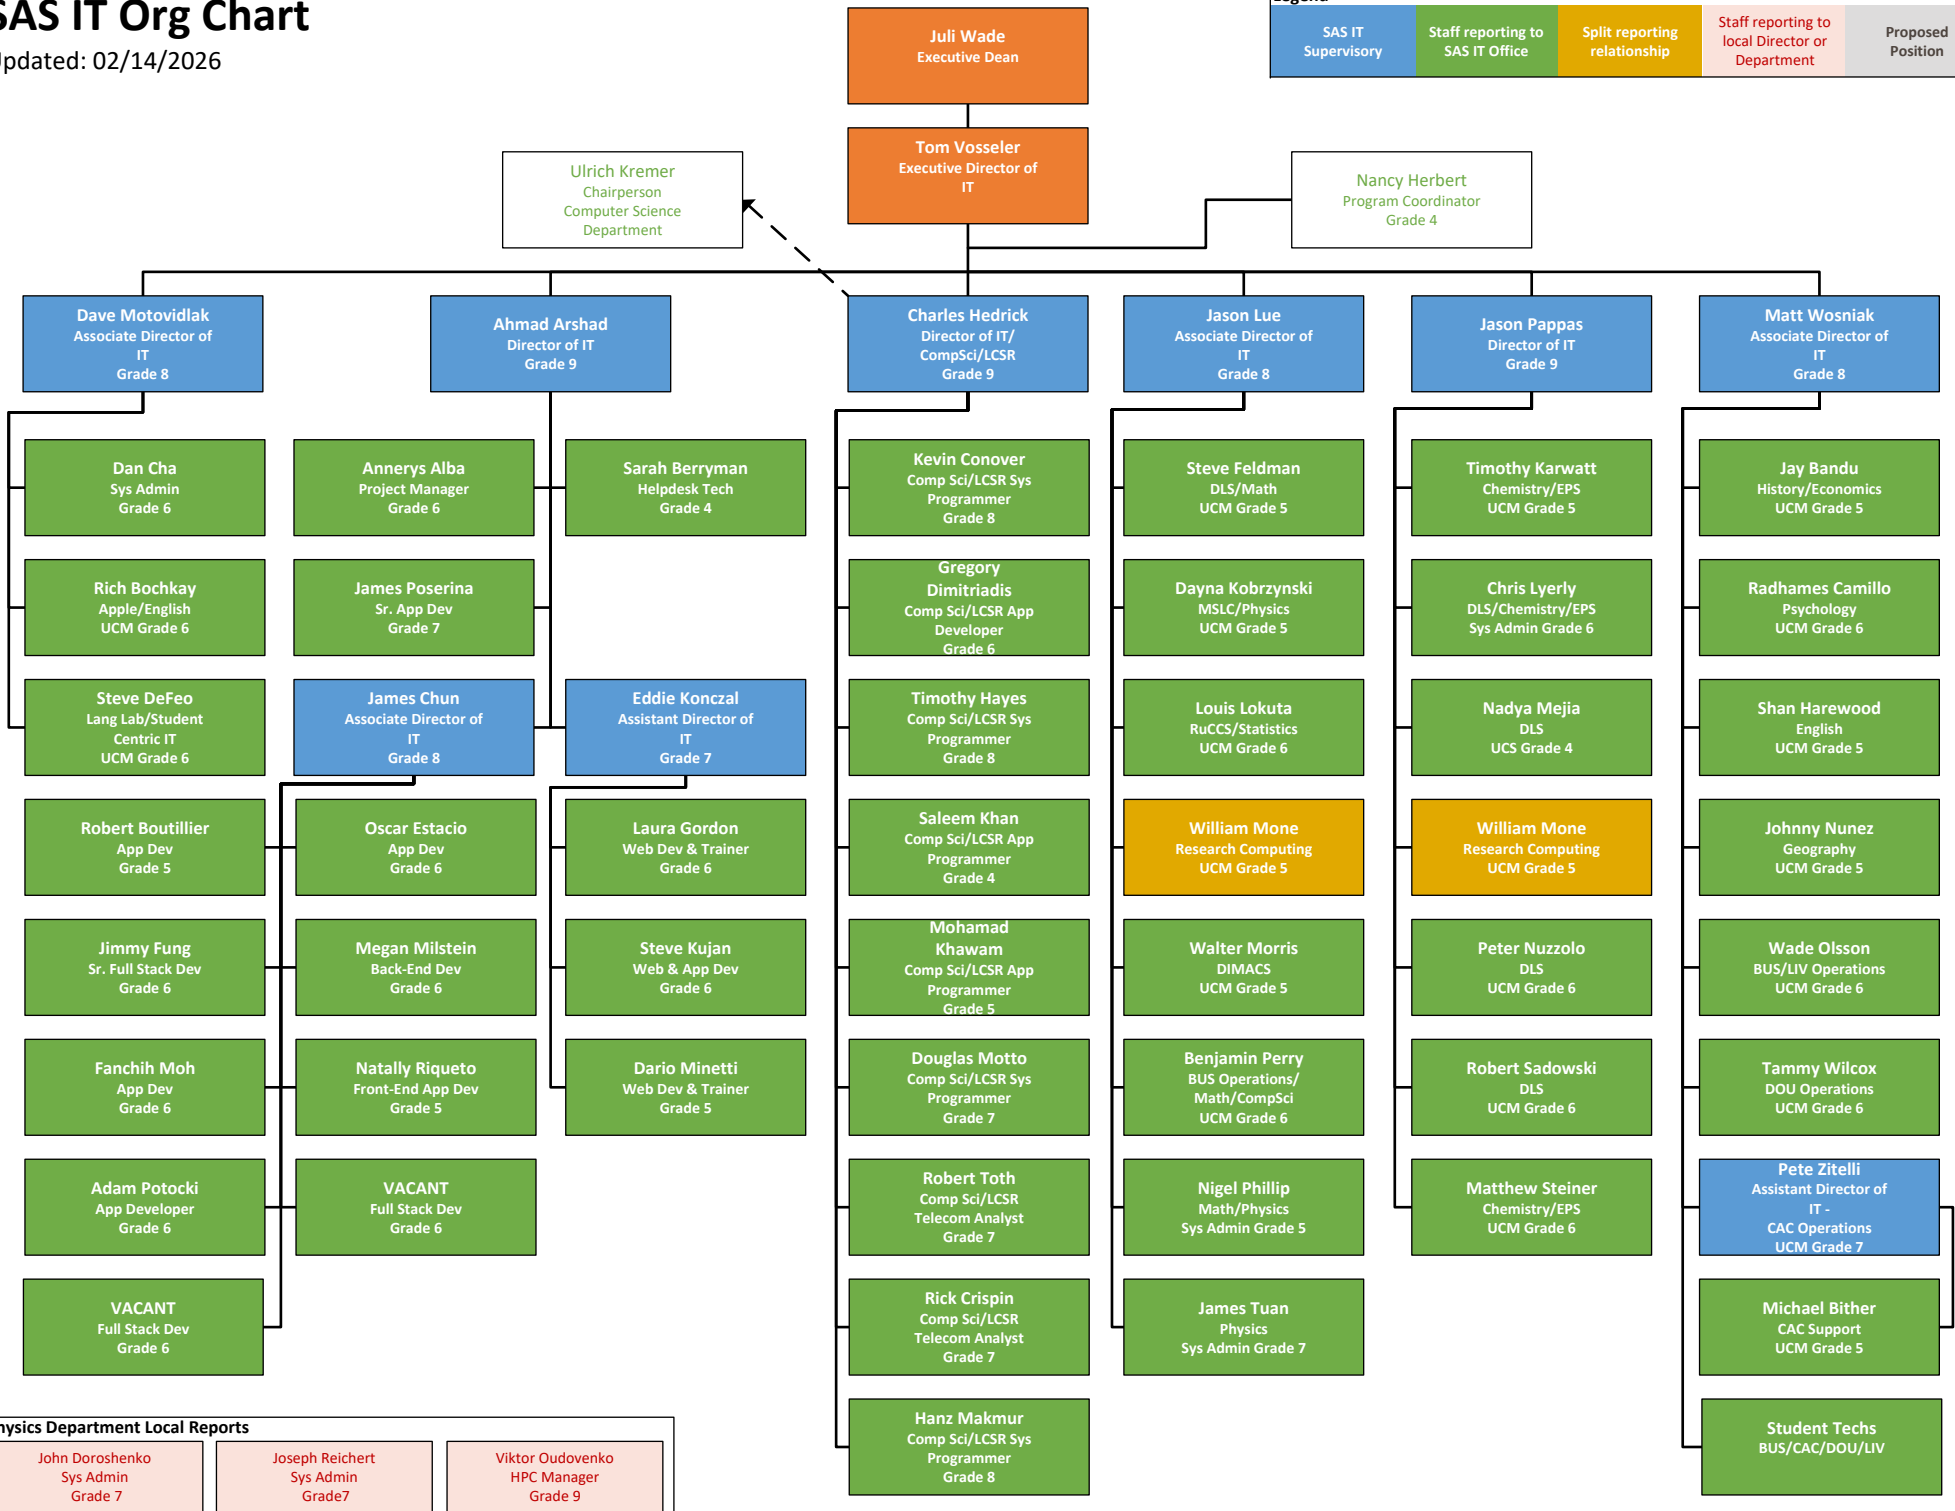 SAS IT Org Chart
Updated: 02/14/2026
Legend
SAS IT
Supervisory
Staff reporting to
SAS IT Office
Split reporting
relationship
Staff reporting to
local Director or
Department
Proposed
Position
Juli Wade
Executive Dean
Tom Vosseler
Executive Director of
IT
Ulrich Kremer
Chairperson
Computer Science
Department
Nancy Herbert
Program Coordinator
Grade 4
Dave Motovidlak
Associate Director of
IT
Grade 8
Ahmad Arshad
Director of IT
Grade 9
Charles Hedrick
Director of IT/
CompSci/LCSR
Grade 9
Jason Lue
Associate Director of
IT
Grade 8
Jason Pappas
Director of IT
Grade 9
Matt Wosniak
Associate Director of
IT
Grade 8
Dan Cha
Sys Admin
Grade 6
Annerys Alba
Project Manager
Grade 6
Sarah Berryman
Helpdesk Tech
Grade 4
Kevin Conover
Comp Sci/LCSR Sys
Programmer
Grade 8
Steve Feldman
DLS/Math
UCM Grade 5
Timothy Karwatt
Chemistry/EPS
UCM Grade 5
Jay Bandu
History/Economics
UCM Grade 5
Rich Bochkay
Apple/English
UCM Grade 6
James Poserina
Sr. App Dev
Grade 7
Gregory
Dimitriadis
Comp Sci/LCSR App
Developer
Grade 6
Dayna Kobrzynski
MSLC/Physics
UCM Grade 5
Chris Lyerly
DLS/Chemistry/EPS
Sys Admin Grade 6
Radhames Camillo
Psychology
UCM Grade 6
Steve DeFeo
Lang Lab/Student
Centric IT
UCM Grade 6
James Chun
Associate Director of
IT
Grade 8
Eddie Konczal
Assistant Director of
IT
Grade 7
Timothy Hayes
Comp Sci/LCSR Sys
Programmer
Grade 8
Louis Lokuta
RuCCS/Statistics
UCM Grade 6
Nadya Mejia
DLS
UCS Grade 4
Shan Harewood
English
UCM Grade 5
Robert Boutillier
App Dev
Grade 5
Oscar Estacio
App Dev
Grade 6
Laura Gordon
Web Dev & Trainer
Grade 6
Saleem Khan
Comp Sci/LCSR App
Programmer
Grade 4
William Mone
Research Computing
UCM Grade 5
William Mone
Research Computing
UCM Grade 5
Johnny Nunez
Geography
UCM Grade 5
Jimmy Fung
Sr. Full Stack Dev
Grade 6
Megan Milstein
Back-End Dev
Grade 6
Steve Kujan
Web & App Dev
Grade 6
Mohamad
Khawam
Comp Sci/LCSR App
Programmer
Grade 5
Walter Morris
DIMACS
UCM Grade 5
Peter Nuzzolo
DLS
UCM Grade 6
Wade Olsson
BUS/LIV Operations
UCM Grade 6
Fanchih Moh
App Dev
Grade 6
Natally Riqueto
Front-End App Dev
Grade 5
Dario Minetti
Web Dev & Trainer
Grade 5
Douglas Motto
Comp Sci/LCSR Sys
Programmer
Grade 7
Benjamin Perry
BUS Operations/
Math/CompSci
UCM Grade 6
Robert Sadowski
DLS
UCM Grade 6
Tammy Wilcox
DOU Operations
UCM Grade 6
Adam Potocki
App Developer
Grade 6
VACANT
Full Stack Dev
Grade 6
Robert Toth
Comp Sci/LCSR
Telecom Analyst
Grade 7
Nigel Phillip
Math/Physics
Sys Admin Grade 5
Matthew Steiner
Chemistry/EPS
UCM Grade 6
Pete Zitelli
Assistant Director of
IT -
CAC Operations
UCM Grade 7
VACANT
Full Stack Dev
Grade 6
Rick Crispin
Comp Sci/LCSR
Telecom Analyst
Grade 7
James Tuan
Physics
Sys Admin Grade 7
Michael Bither
CAC Support
UCM Grade 5
Hanz Makmur
Comp Sci/LCSR Sys
Programmer
Grade 8
Student Techs
BUS/CAC/DOU/LIV
Physics Department Local Reports
John Doroshenko
Sys Admin
Grade 7
Joseph Reichert
Sys Admin
Grade7
Viktor Oudovenko
HPC Manager
Grade 9